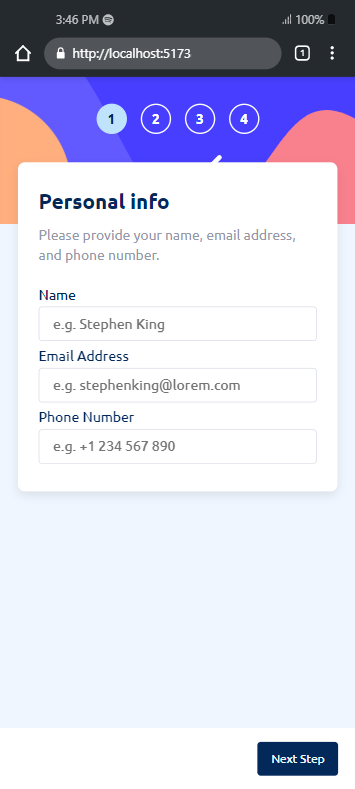 3:46 PM 100%
http://localhost:5173 1
1 2 3 4
Personal info
Please provide your name, email address,
and phone number.
Name
e.g. Stephen King
Email Address
e.g. stephenking@lorem.com
Phone Number
e.g. +1 234 567 890
Next Step